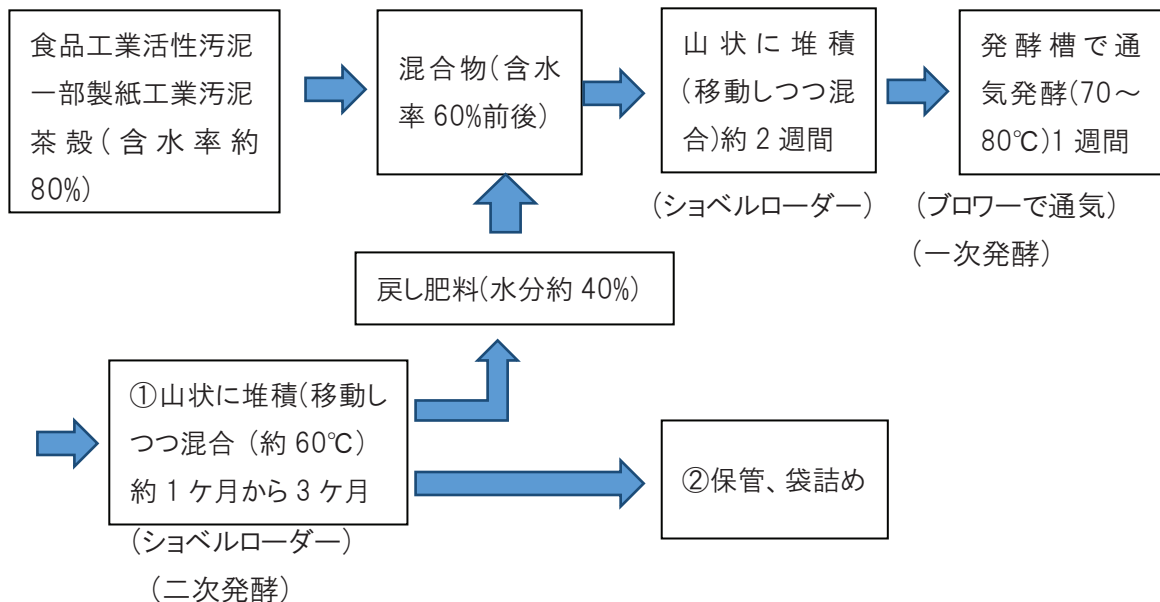 食品工業活性汚泥
一部製紙工業汚泥
茶殻(含水率約
80%)
混合物(含水
率60%前後)
山状に堆積
(移動しつつ混
合)約2週間
(ショベルローダー)
発酵槽で通
気発酵(70～
80℃)1週間
(ブロワーで通気)
(一次発酵)
戻し肥料(水分約40%)
①山状に堆積(移動し
つつ混合（約60℃）
約1ケ月から3ケ月
(ショベルローダー)
(二次発酵)
②保管、袋詰め